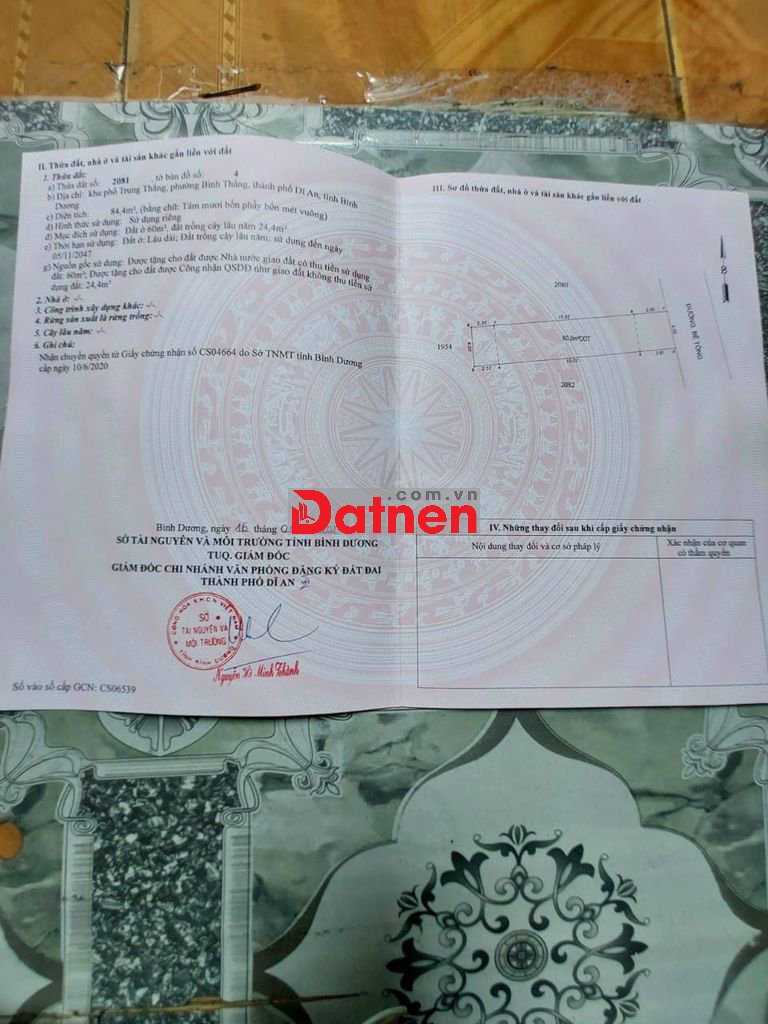 II. Thửa đất, nhà ở và tài sản khác gắn liền với đất
1. Thửa đất:
a) Thửa đất số: 2081 , tờ bản đồ số: 4
b) Địa chỉ: khu phố Trung Thắng, phường Bình Thắng, thành phố Dĩ An, tỉnh Bình
Dương
c) Diện tích: 84,4m², (bằng chữ: Tám mươi bốn phẩy bốn mét vuông)
d) Hình thức sử dụng: Sử dụng riêng
đ) Mục đích sử dụng: Đất ở 60m², đất trồng cây lâu năm 24,4m²
e) Thời hạn sử dụng: Đất ở: Lâu dài; Đất trồng cây lâu năm; sử dụng đến ngày
05/11/2047
g) Nguồn gốc sử dụng: Được tặng cho đất được Nhà nước giao đất có thu tiền sử dụng
đất: 60m²; Được tặng cho đất được Công nhận QSDĐ như giao đất không thu tiền sử
dụng đất: 24,4m²
2. Nhà ở: -/-
3. Công trình xây dựng khác: -/-
4. Rừng sản xuất là rừng trồng: -/-
5. Cây lâu năm: -/-
6. Ghi chú:
Nhận chuyển quyền từ Giấy chứng nhận số CS04664 do Sở TNMT tỉnh Bình Dương
cấp ngày 10/6/2020
Bình Dương, ngày 16 tháng
SỞ TÀI NGUYÊN VÀ MÔI TRƯỜNG TỈNH BÌNH DƯƠNG
TUQ. GIÁM ĐỐC
GIÁM ĐỐC CHI NHÁNH VĂN PHÒNG ĐĂNG KÝ ĐẤT ĐAI
THÀNH PHỐ DĨ AN
CỘNG HÒA X.H.C.N VIỆT NAM
SỞ
TÀI NGUYÊN VÀ
MÔI TRƯỜNG
TỈNH BÌNH DƯƠNG
Nguyễn Hồ Minh Thành
Số vào sổ cấp GCN: CS06539
III. Sơ đồ thửa đất, nhà ở và tài sản khác gắn liền với đất
2080
1954
60,0m²/ODT
2082
ĐƯỜNG BÊ TÔNG
Datnen
.com.vn
IV. Những thay đổi sau khi cấp giấy chứng nhận
Nội dung thay đổi và cơ sở pháp lý
Xác nhận của cơ quan
có thẩm quyền